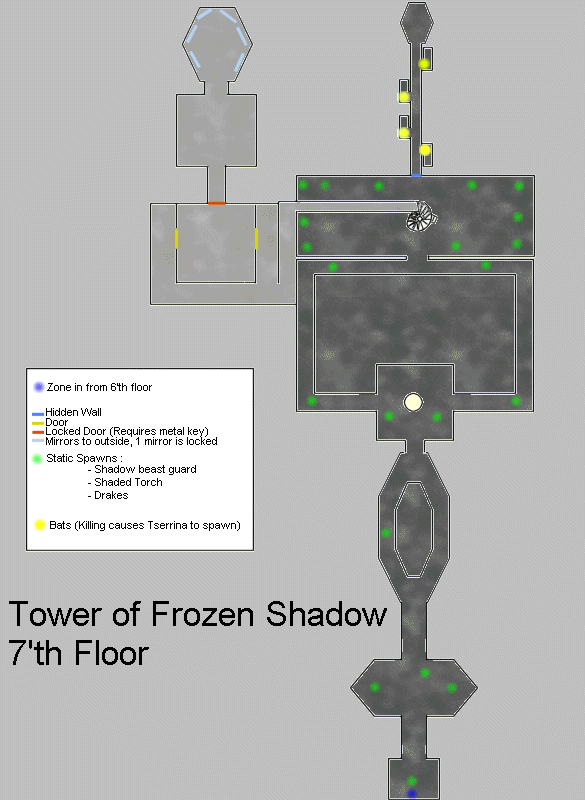 Zone in from 6'th floor
Hidden Wall
Door
Locked Door (Requires metal key)
Mirrors to outside, 1 mirror is locked
Static Spawns :
- Shadow beast guard
- Shaded Torch
- Drakes
Bats (Killing causes Tserrina to spawn)
Tower of Frozen Shadow
7'th Floor